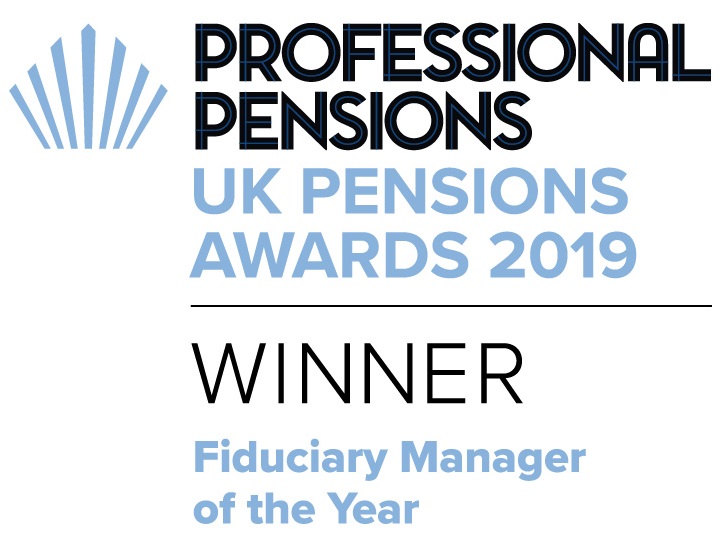 PROFESSIONAL
PENSIONS
UK PENSIONS
AWARDS 2019
WINNER
Fiduciary Manager
of the Year